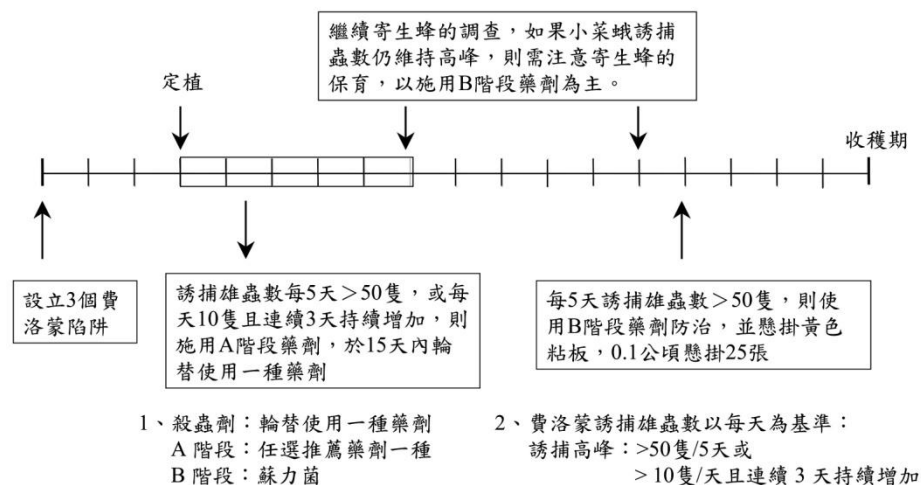 繼續寄生蜂的調查，如果小菜蛾誘捕
蟲數仍維持高峰，則需注意寄生蜂的
保育，以施用B階段藥劑為主。
定植
收穫期
設立3個費
洛蒙陷阱
誘捕雄蟲數每5天＞50隻，或每
天10隻且連續3天持續增加，則
施用A階段藥劑，於15天內輪
替使用一種藥劑
每5天誘捕雄蟲數＞50隻，則使
用B階段藥劑防治，並懸掛黃色
粘板，0.1公頃懸掛25張
1、殺蟲劑：輪替使用一種藥劑
A 階段：任選推薦藥劑一種
B 階段：蘇力菌
2、費洛蒙誘捕雄蟲數以每天為基準：
誘捕高峰：>50隻/5天或
> 10隻/天且連續 3 天持續增加